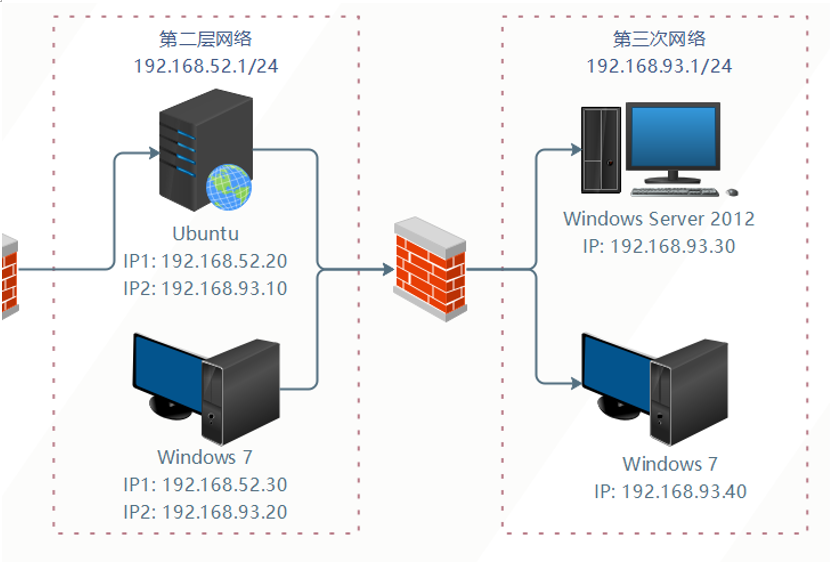 第二层网络
192.168.52.1/24
Ubuntu
IP1: 192.168.52.20
IP2: 192.168.93.10
Windows 7
IP1: 192.168.52.30
IP2: 192.168.93.20
第三次网络
192.168.93.1/24
Windows Server 2012
IP: 192.168.93.30
Windows 7
IP: 192.168.93.40